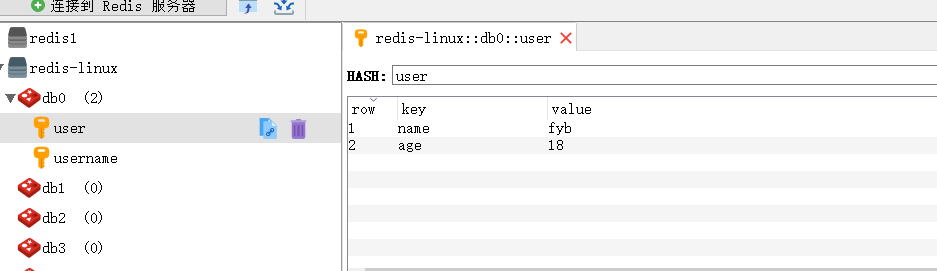 连接到 Redis 服务器
redis1
redis-linux
db0 (2)
user
username
db1 (0)
db2 (0)
db3 (0)
redis-linux::db0::user
HASH: user
row key value
1 name fyb
2 age 18